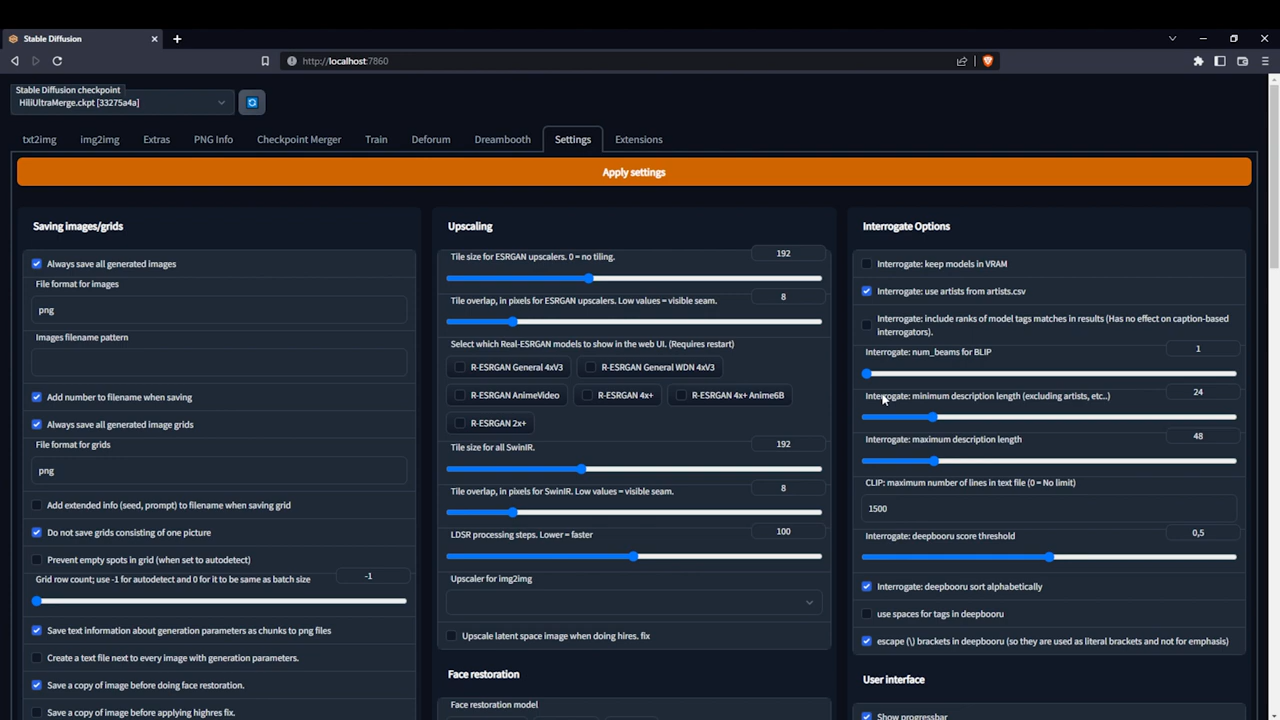 Stable Diffusion
http://localhost:7860
Stable Diffusion checkpoint
HiliUltraMerge.ckpt [33275a4a]
txt2img
img2img
Extras
PNG Info
Checkpoint Merger
Train
Deforum
Dreambooth
Settings
Extensions
Apply settings
Saving images/grids
Always save all generated images
File format for images
png
Images filename pattern
Add number to filename when saving
Always save all generated image grids
File format for grids
png
Add extended info (seed, prompt) to filename when saving grid
Do not save grids consisting of one picture
Prevent empty spots in grid (when set to autodetect)
Grid row count; use -1 for autodetect and 0 for it to be same as batch size
-1
Save text information about generation parameters as chunks to png files
Create a text file next to every image with generation parameters.
Save a copy of image before doing face restoration.
Save a copy of image before applying highres fix.
Upscaling
Tile size for ESRGAN upscalers. 0 = no tiling.
192
Tile overlap, in pixels for ESRGAN upscalers. Low values = visible seam.
8
Select which Real-ESRGAN models to show in the web UI. (Requires restart)
R-ESRGAN General 4xV3
R-ESRGAN General WDN 4xV3
R-ESRGAN AnimeVideo
R-ESRGAN 4x+
R-ESRGAN 4x+ Anime6B
R-ESRGAN 2x+
Tile size for all SwinIR.
192
Tile overlap, in pixels for SwinIR. Low values = visible seam.
8
LDSR processing steps. Lower = faster
100
Upscaler for img2img
Upscale latent space image when doing hires. fix
Face restoration
Face restoration model
Interrogate Options
Interrogate: keep models in VRAM
Interrogate: use artists from artists.csv
Interrogate: include ranks of model tags matches in results (Has no effect on caption-based
interrogators).
Interrogate: num_beams for BLIP
1
Interrogate: minimum description length (excluding artists, etc..)
24
Interrogate: maximum description length
48
CLIP: maximum number of lines in text file (0 = No limit)
1500
Interrogate: deepbooru score threshold
0,5
Interrogate: deepbooru sort alphabetically
use spaces for tags in deepbooru
escape (\) brackets in deepbooru (so they are used as literal brackets and not for emphasis)
User interface
Show progressbar